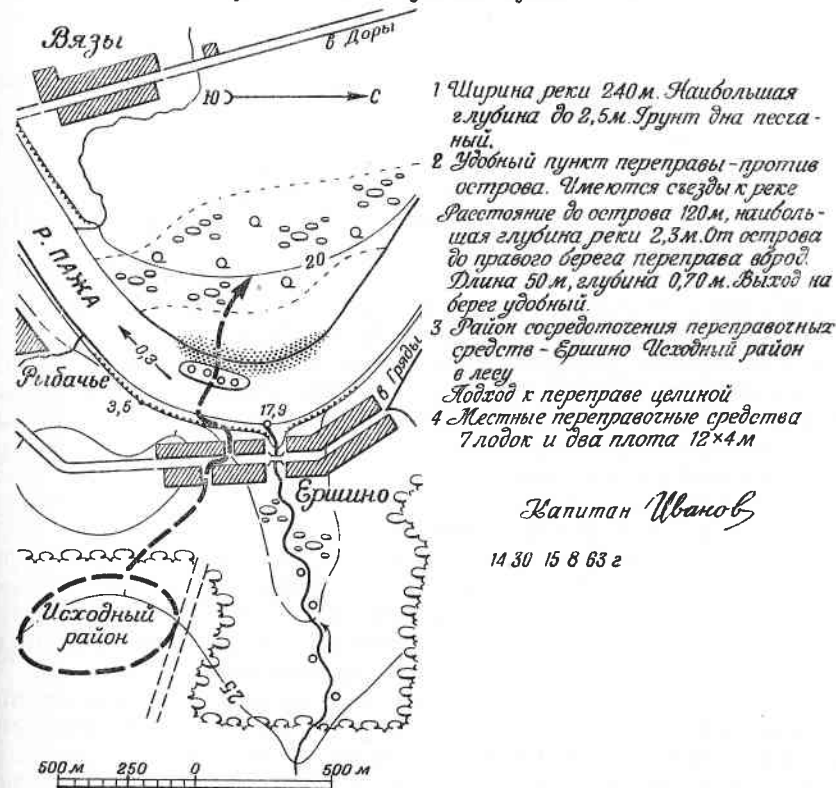 Вязы
в Доры
Ю С
Р. ПАЖА
20
0,3
Рыбачье
3,5
17,9
в Гряды
Ершино
Исходный
район
25
500 м 250 0 500 м
1 Ширина реки 240 м. Наибольшая
глубина до 2,5 м. Грунт дна песча-
ный.
2 Удобный пункт переправы - против
острова. Имеются съезды к реке
Расстояние до острова 120 м, наиболь-
шая глубина реки 2,3 м. От острова
до правого берега переправа вброд.
Длина 50 м, глубина 0,70 м. Выход на
берег удобный.
3 Район сосредоточения переправочных
средств - Ершино Исходный район
в лесу
Подход к переправе целиной
4 Местные переправочные средства
7 лодок и два плота 12×4 м
Капитан Иванов
14 30 15 8 63 г